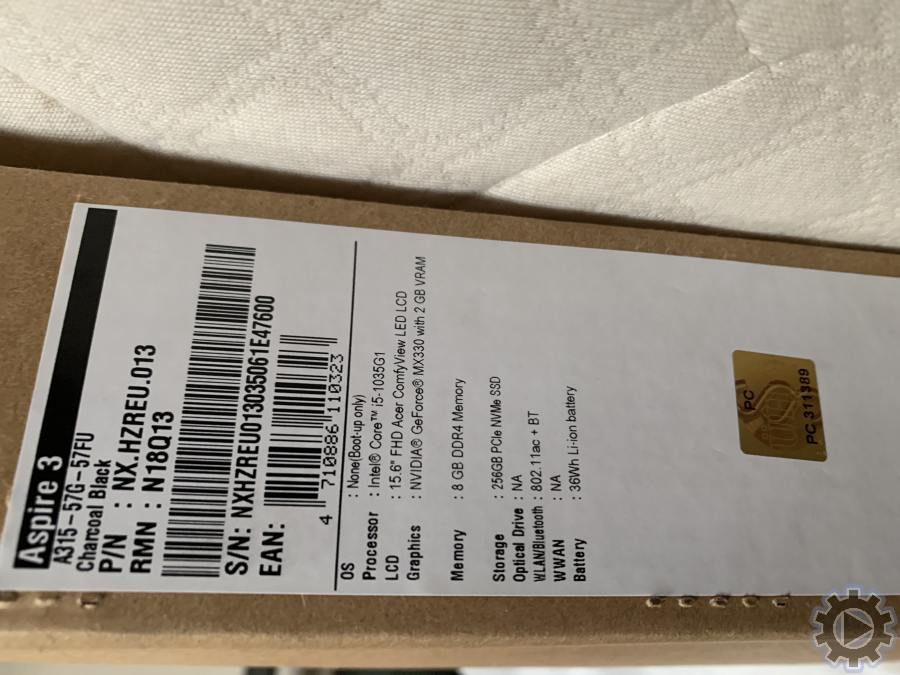 Aspire 3
A315-57G-57FU
Charcoal Black
P/N : NX.HZREU.013
RMN : N18Q13
S/N: NXHZREU013035061E47600
EAN:
4 710886 110323
OS : None(Boot-up only)
Processor : Intel® Core™ i5-1035G1
LCD : 15.6" FHD Acer ComfyView LED LCD
Graphics : NVIDIA® GeForce® MX330 with 2 GB VRAM
Memory : 8 GB DDR4 Memory
Storage : 256GB PCIe NVMe SSD
Optical Drive : NA
WLAN/Bluetooth : 802.11ac + BT
WWAN : NA
Battery : 36Wh Li-ion battery
PC
PC 311389